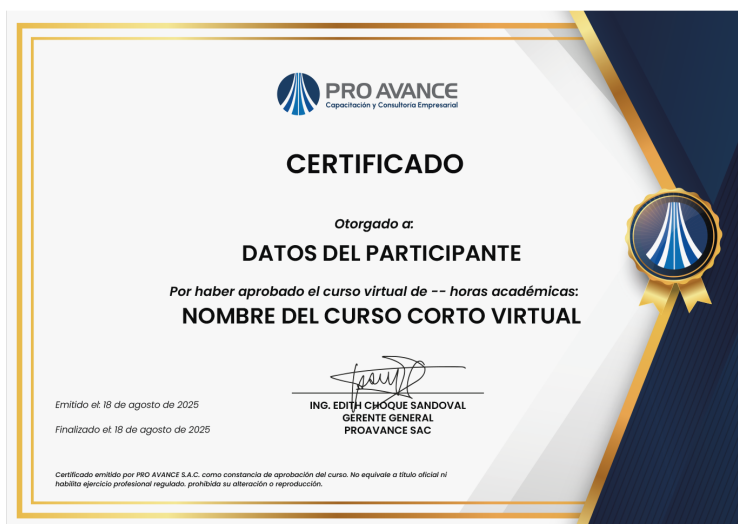 PRO AVANCE
Capacitación y Consultoría Empresarial
CERTIFICADO
Otorgado a:
DATOS DEL PARTICIPANTE
Por haber aprobado el curso virtual de -- horas académicas:
NOMBRE DEL CURSO CORTO VIRTUAL
Emitido el: 18 de agosto de 2025
Finalizado el: 18 de agosto de 2025
ING. EDITH CHOQUE SANDOVAL
GERENTE GENERAL
PROAVANCE SAC
Certificado emitido por PRO AVANCE S.A.C. como constancia de aprobación del curso. No equivale a título oficial ni
habilita ejercicio profesional regulado. prohibida su alteración o reproducción.